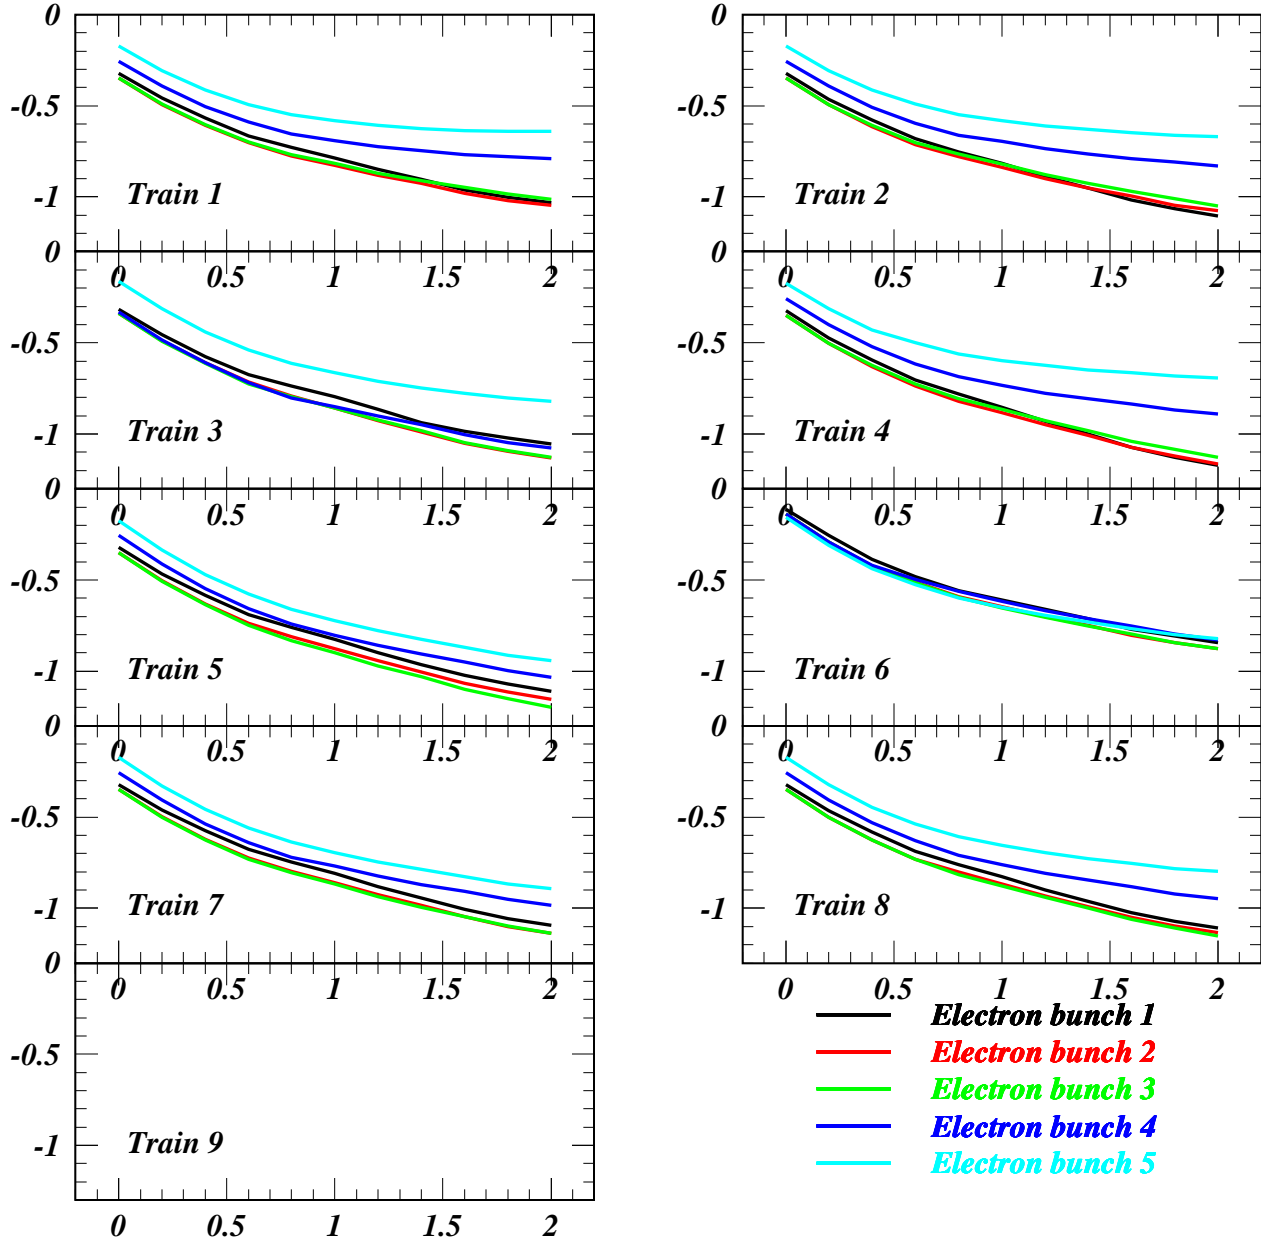 0 0
-0.5 -0.5
-1 Train 1 -1 Train 2
0 0
0 0.5 1 1.5 2 0 0.5 1 1.5 2
-0.5 -0.5
-1 Train 3 -1 Train 4
0 0
0 0.5 1 1.5 2 0 0.5 1 1.5 2
-0.5 -0.5
-1 Train 5 -1 Train 6
0 0
0 0.5 1 1.5 2 0 0.5 1 1.5 2
-0.5 -0.5
-1 Train 7 -1 Train 8
0
0 0.5 1 1.5 2 0 0.5 1 1.5 2
Electron bunch 1
-0.5 Electron bunch 2
Electron bunch 3
Electron bunch 4
-1 Train 9
Electron bunch 5
0 0.5 1 1.5 2